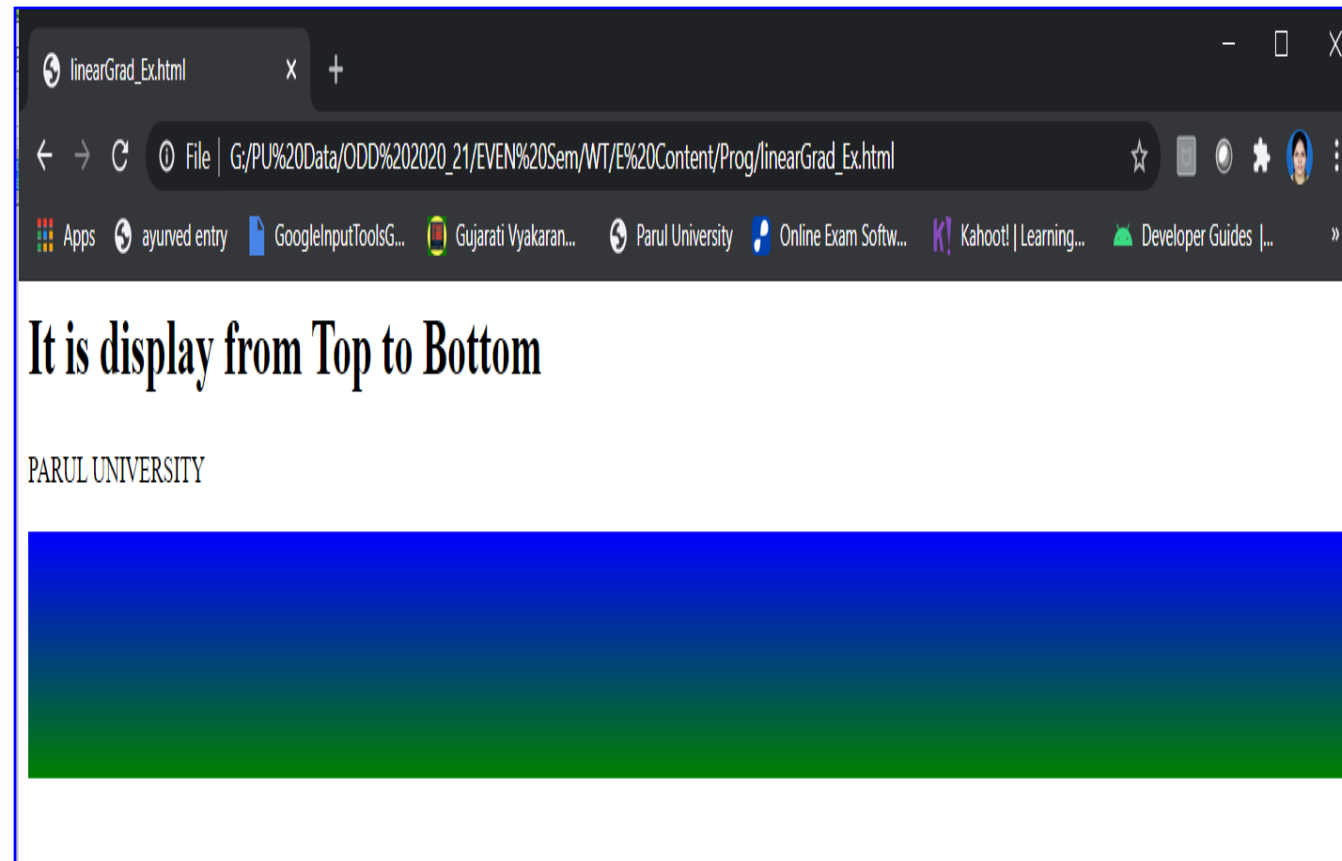 linearGrad_Ex.html
File G:/PU%20Data/ODD%202020_21/EVEN%20Sem/WT/E%20Content/Prog/linearGrad_Ex.html
Apps ayurved entry GoogleInputToolsG... Gujarati Vyakaran... Parul University Online Exam Softw... Kahoot! | Learning... Developer Guides |... »
It is display from Top to Bottom
PARUL UNIVERSITY